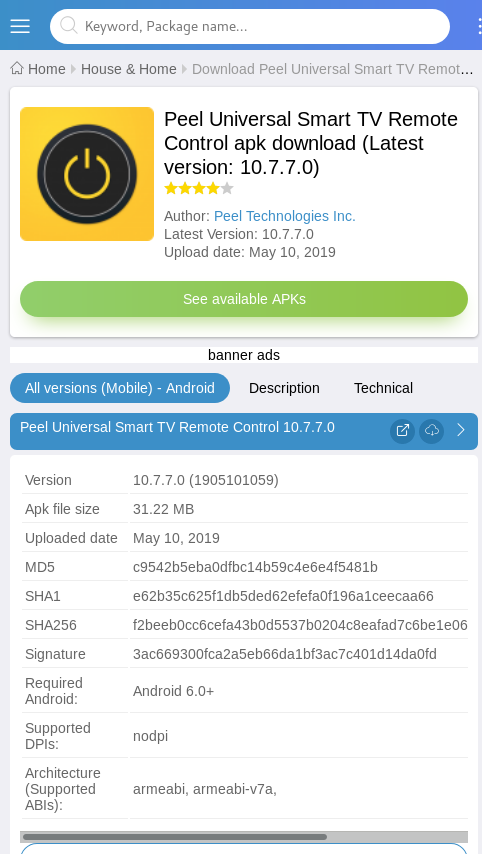 Keyword, Package name...
Home House & Home Download Peel Universal Smart TV Remot...
Peel Universal Smart TV Remote
Control apk download (Latest
version: 10.7.7.0)
Author: Peel Technologies Inc.
Latest Version: 10.7.7.0
Upload date: May 10, 2019
See available APKs
banner ads
All versions (Mobile) - Android Description Technical
Peel Universal Smart TV Remote Control 10.7.7.0
Version 10.7.7.0 (1905101059)
Apk file size 31.22 MB
Uploaded date May 10, 2019
MD5 c9542b5eba0dfbc14b59c4e6e4f5481b
SHA1 e62b35c625f1db5ded62efefa0f196a1ceecaa66
SHA256 f2beeb0cc6cefa43b0d5537b0204c8eafad7c6be1e06
Signature 3ac669300fca2a5eb66da1bf3ac7c401d14da0fd
Required
Android: Android 6.0+
Supported
DPIs: nodpi
Architecture
(Supported
ABIs): armeabi, armeabi-v7a,